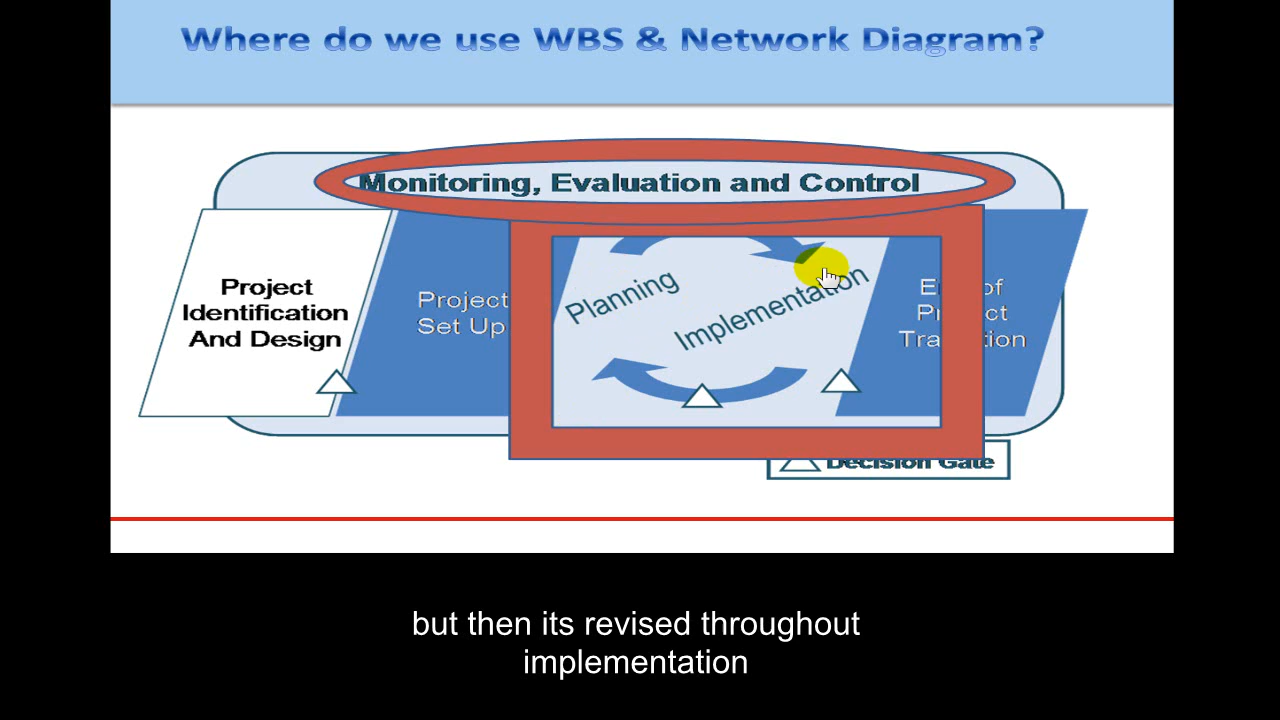 Where do we use WBS & Network Diagram?
Monitoring, Evaluation and Control
Project
Identification
And Design
Project
Set Up
Planning
Implementation
Project
Decision Gate
but then its revised throughout
implementation